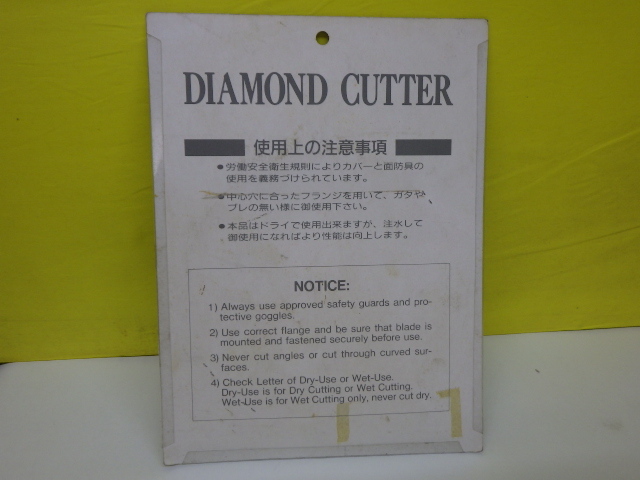 DIAMOND CUTTER
使用上の注意事項
●労働安全衛生規則によりカバーと面防具の
使用を義務づけられています。
●中心穴に合ったフランジを用いて、ガタや
ブレの無い様に御使用下さい。
●本品はドライで使用出来ますが、注水して
御使用になればより性能は向上します。
NOTICE:
1) Always use approved safety guards and pro-
tective goggles.
2) Use correct flange and be sure that blade is
mounted and fastened securely before use.
3) Never cut angles or cut through curved sur-
faces.
4) Check Letter of Dry-Use or Wet-Use.
Dry-Use is for Dry Cutting or Wet Cutting.
Wet-Use is for Wet Cutting only, never cut dry.